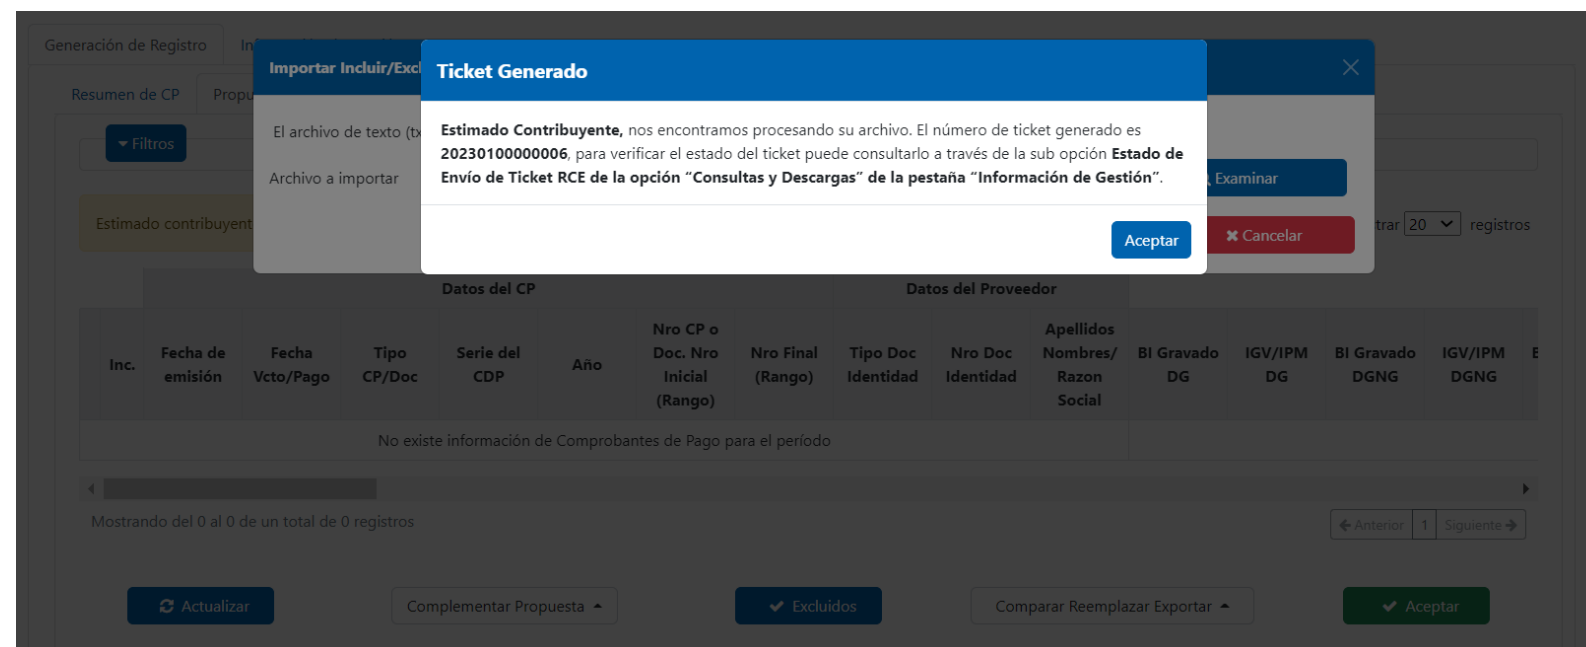 Generación de Registro
Importar Incluir/Excl
Ticket Generado
Resumen de CP
Propu
El archivo de texto (tx
Estimado Contribuyente, nos encontramos procesando su archivo. El número de ticket generado es
20230100000006, para verificar el estado del ticket puede consultarlo a través de la sub opción Estado de
Envío de Ticket RCE de la opción “Consultas y Descargas” de la pestaña “Información de Gestión”.
Filtros
Archivo a importar
Examinar
Estimado contribuyent
Aceptar
Cancelar
trar 20 registros
Datos del CP
Datos del Proveedor
Inc.
Fecha de
emisión
Fecha
Vcto/Pago
Tipo
CP/Doc
Serie del
CDP
Año
Nro CP o
Doc. Nro
Inicial
(Rango)
Nro Final
(Rango)
Tipo Doc
Identidad
Nro Doc
Identidad
Apellidos
Nombres/
Razon
Social
BI Gravado
DG
IGV/IPM
DG
BI Gravado
DGNG
IGV/IPM
DGNG
No existe información de Comprobantes de Pago para el período
Mostrando del 0 al 0 de un total de 0 registros
Anterior 1 Siguiente
Actualizar
Complementar Propuesta
Excluidos
Comparar Reemplazar Exportar
Aceptar